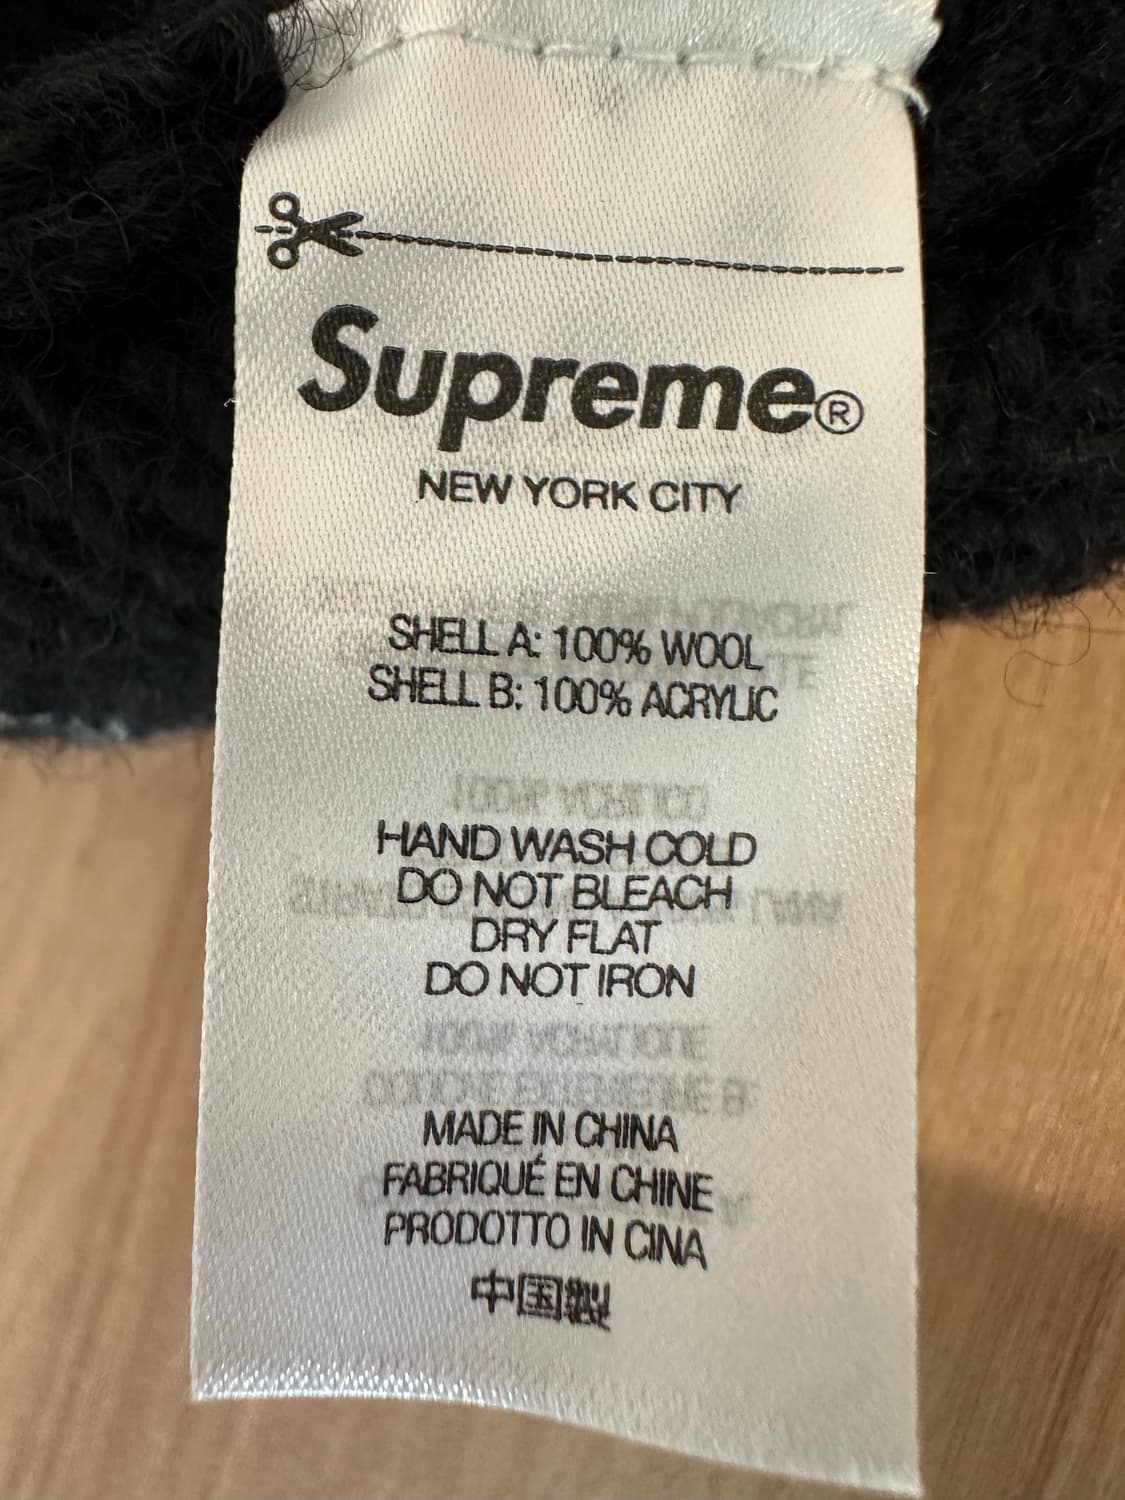 Supreme®
NEW YORK CITY
SHELL A: 100% WOOL
SHELL B: 100% ACRYLIC
HAND WASH COLD
DO NOT BLEACH
DRY FLAT
DO NOT IRON
MADE IN CHINA
FABRIQUÉ EN CHINE
PRODOTTO IN CINA
中国製